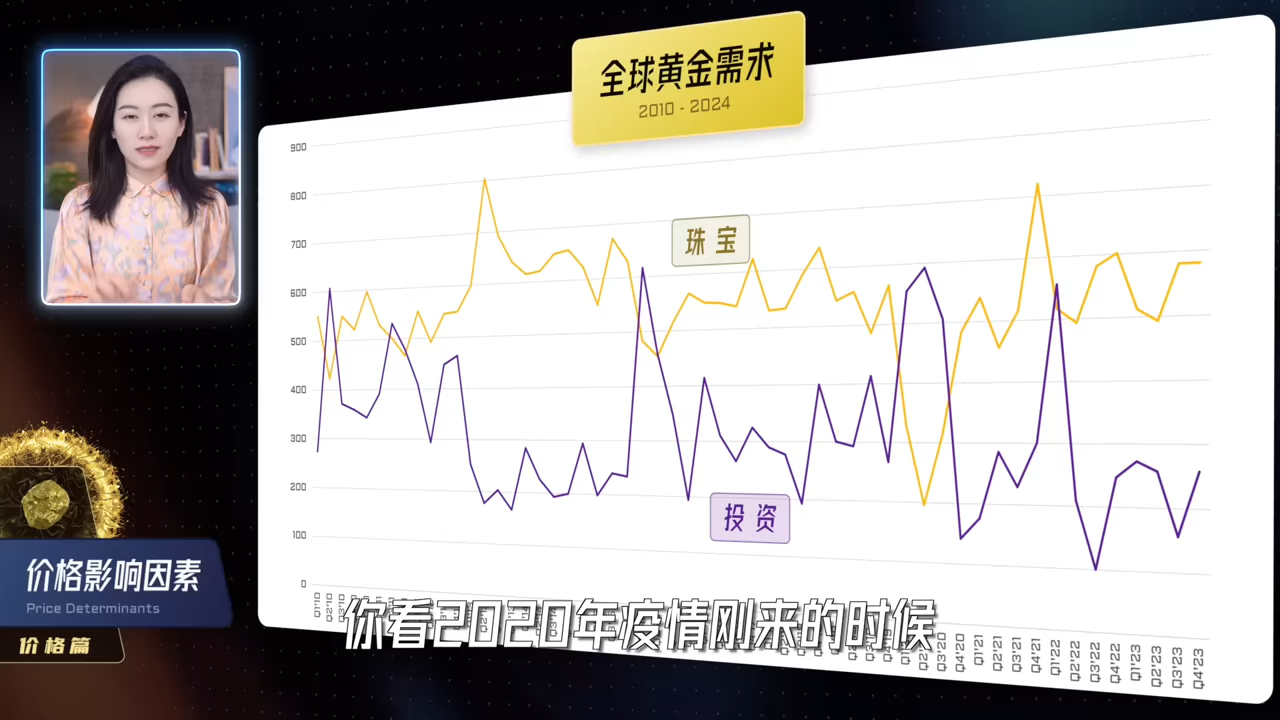 全球黄金需求
2010 - 2024
900
800
700
600
500
400
300
200
100
0
珠宝
投资
Q1'10
Q2'10
Q3'20
Q4'20
Q1'21
Q2'21
Q3'21
Q4'21
Q1'22
Q2'22
Q3'22
Q4'22
Q1'23
Q2'23
Q3'23
Q4'23
价格影响因素
Price Determinants
价格篇
你看2020年疫情刚来的时候